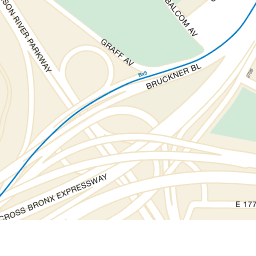 SON RIVER PARKWAY
BALCOM AV
GRAFF AV
BRUCKNER BL
CROSS BRONX EXPRESSWAY
E 177